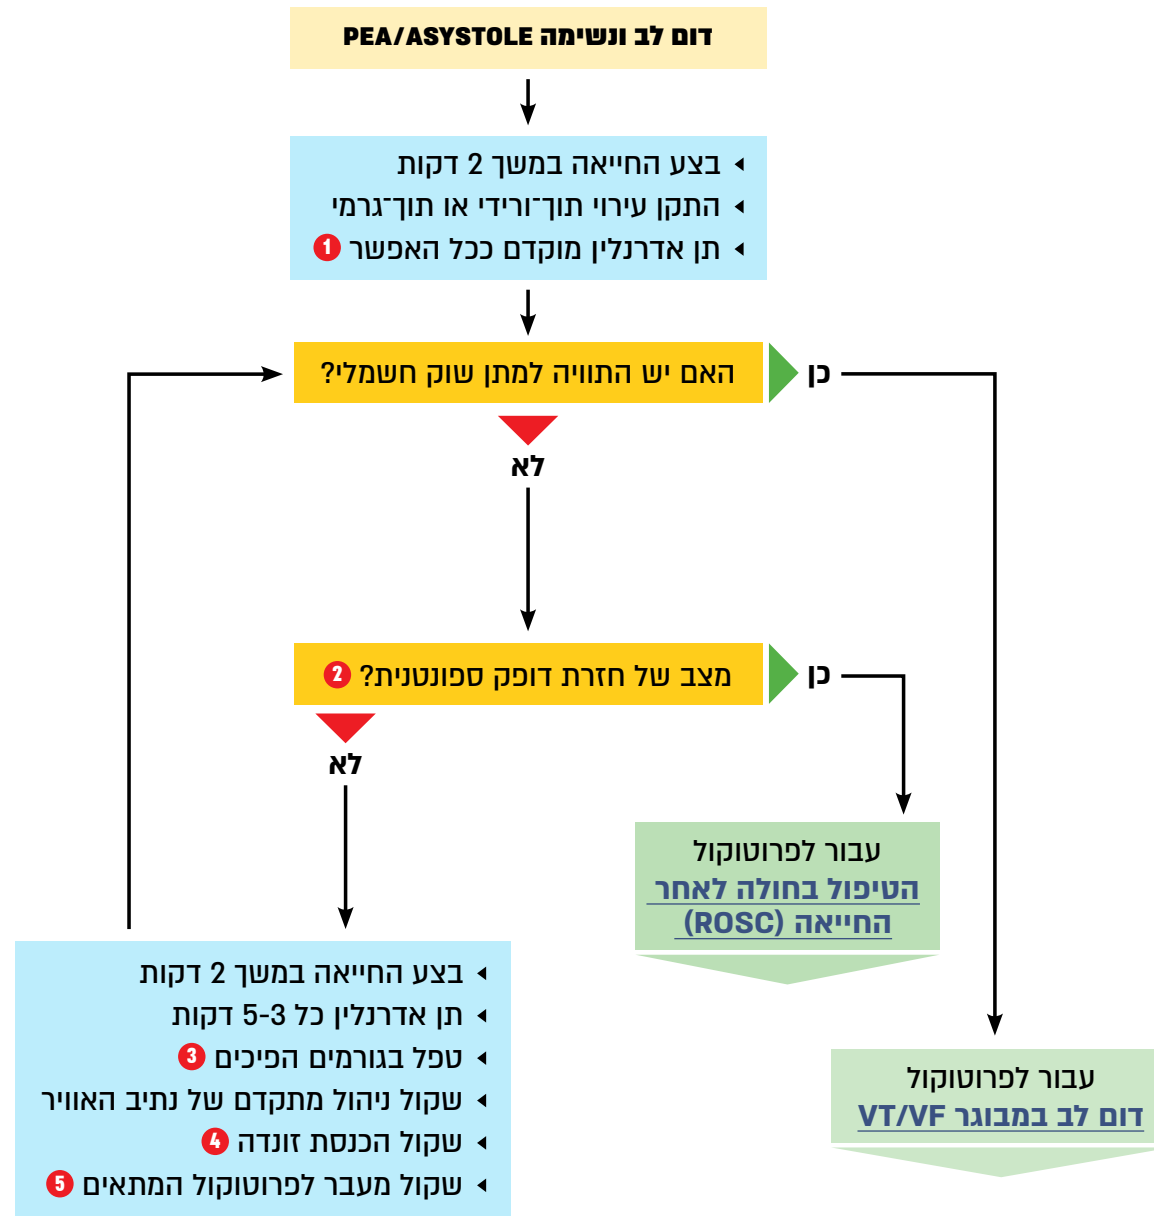 דום לב ונשימה PEA/ASYSTOLE
בצע החייאה במשך 2 דקות
התקן עירוי תוך־ורידי או תוך־גרמי
תן אדרנלין מוקדם ככל האפשר 1
האם יש התוויה למתן שוק חשמלי?
כן
לא
מצב של חזרת דופק ספונטנית? 2
כן
לא
עבור לפרוטוקול
הטיפול בחולה לאחר
החייאה (ROSC)
בצע החייאה במשך 2 דקות
תן אדרנלין כל 5-3 דקות
טפל בגורמים הפיכים 3
שקול ניהול מתקדם של נתיב האוויר
שקול הכנסת זונדה 4
שקול מעבר לפרוטוקול המתאים 5
עבור לפרוטוקול
דום לב במבוגר VT/VF